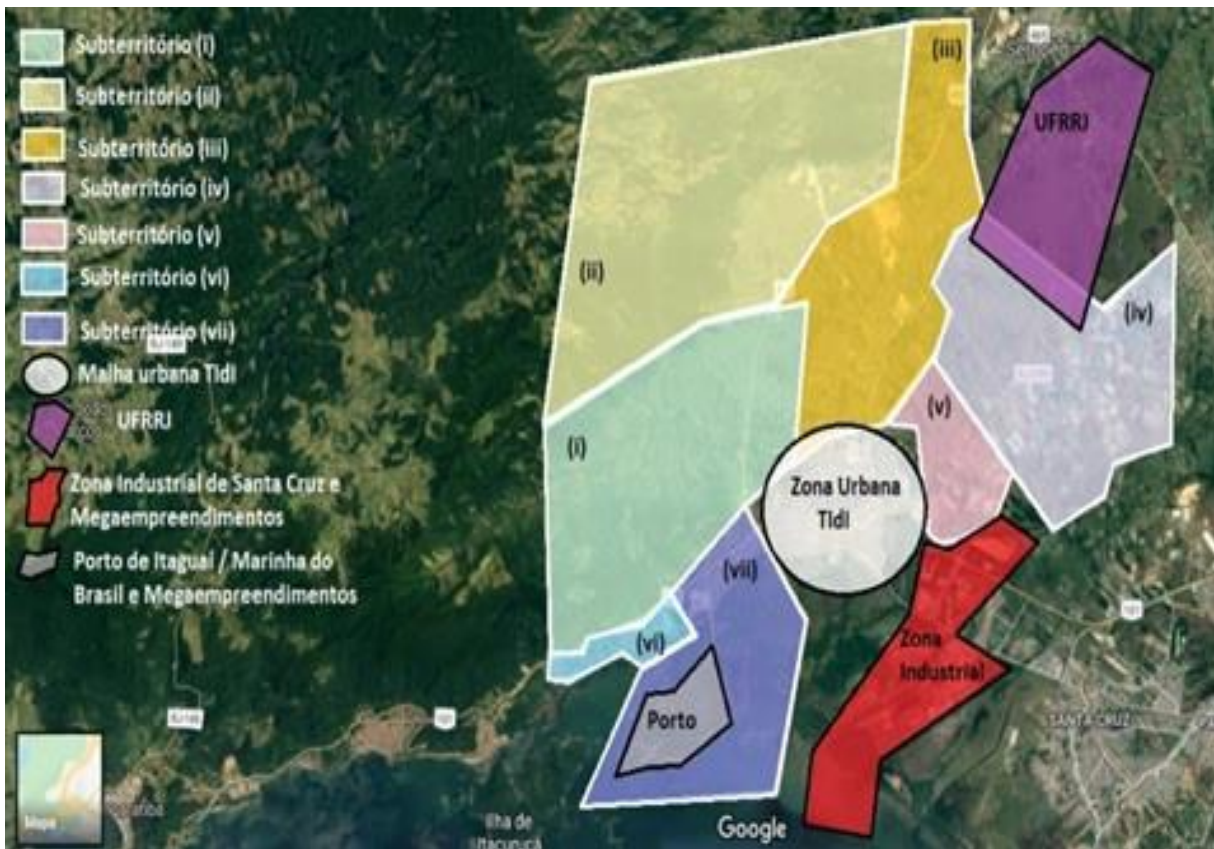 Subterritório (i)
Subterritório (ii)
Subterritório (iii)
Subterritório (iv)
Subterritório (v)
Subterritório (vi)
Subterritório (vii)
Malha urbana TIdI
UFRRJ
Zona Industrial de Santa Cruz e
Megaempreendimentos
Porto de Itaguaí / Marinha do
Brasil e Megaempreendimentos
(iii)
UFRRJ
(ii)
(iv)
(v)
(i)
Zona Urbana
TIdI
(vii)
(vi)
Zona
Industrial
Porto
101
101
SANTA CRUZ
Mapa
Google
Ilha de
Itacuruçá